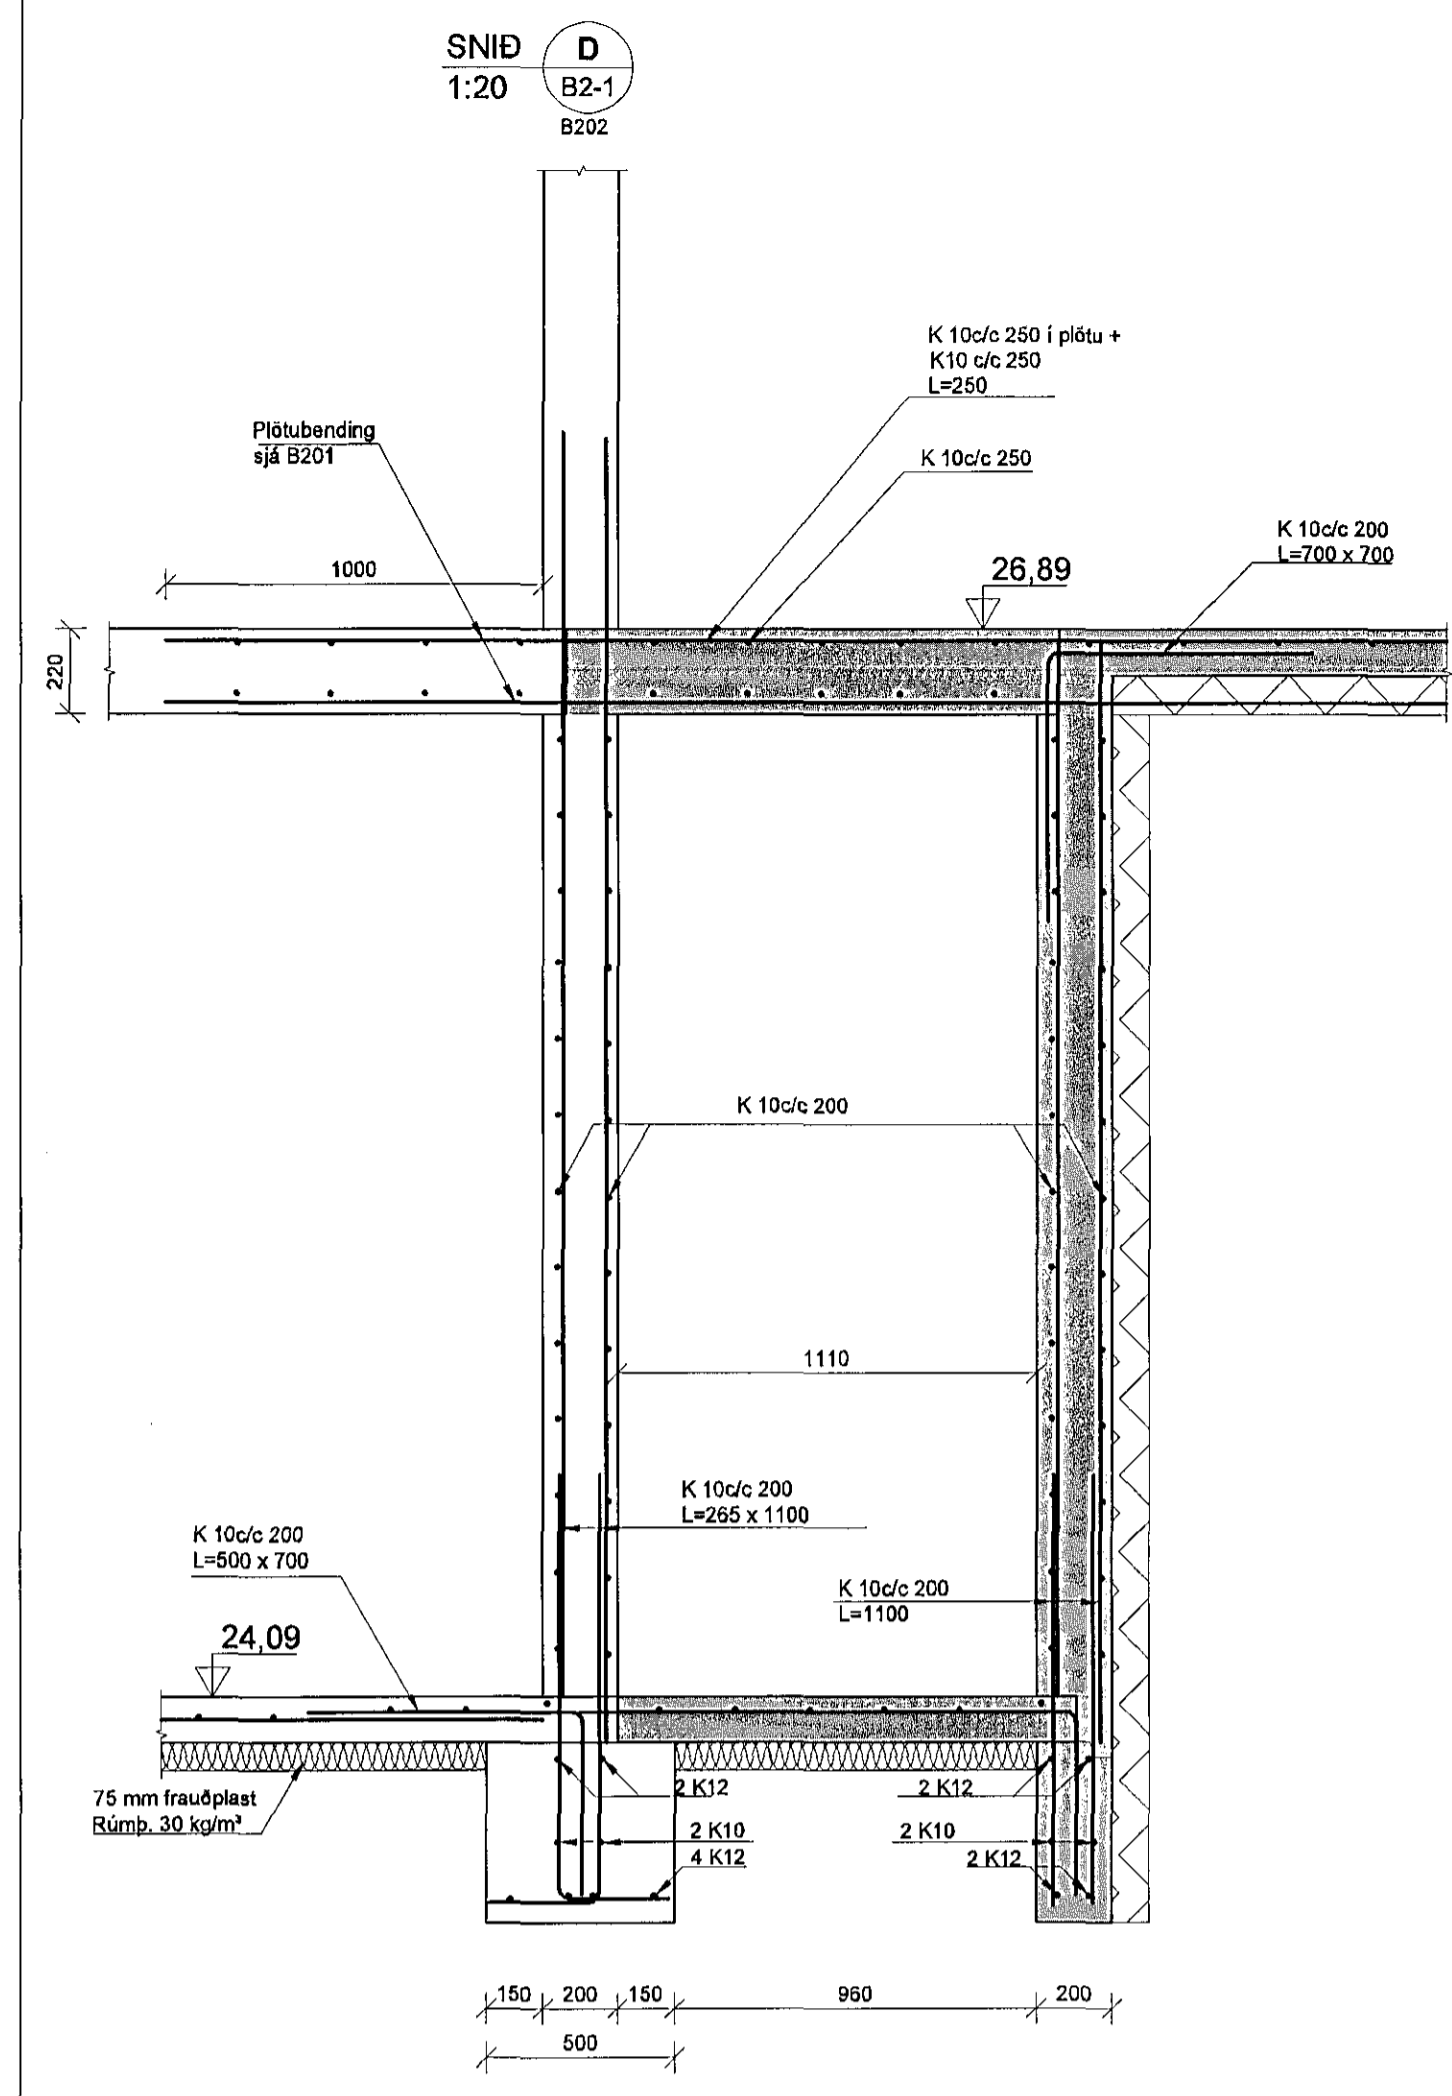 SNIÐ
1:20
D
B2-1
B202
K 10c/c 250 í plötu +
K10 c/c 250
L=250
Plötubending
sjá B201
K 10c/c 250
K 10c/c 200
L=700 x 700
1000
26,89
220
K 10c/c 200
1110
K 10c/c 200
L=265 x 1100
K 10c/c 200
L=500 x 700
K 10c/c 200
L=1100
24,09
2 K12
2 K12
75 mm frauðplast
Rúmþ. 30 kg/m³
2 K10
4 K12
2 K10
2 K12
150
200
150
960
200
500